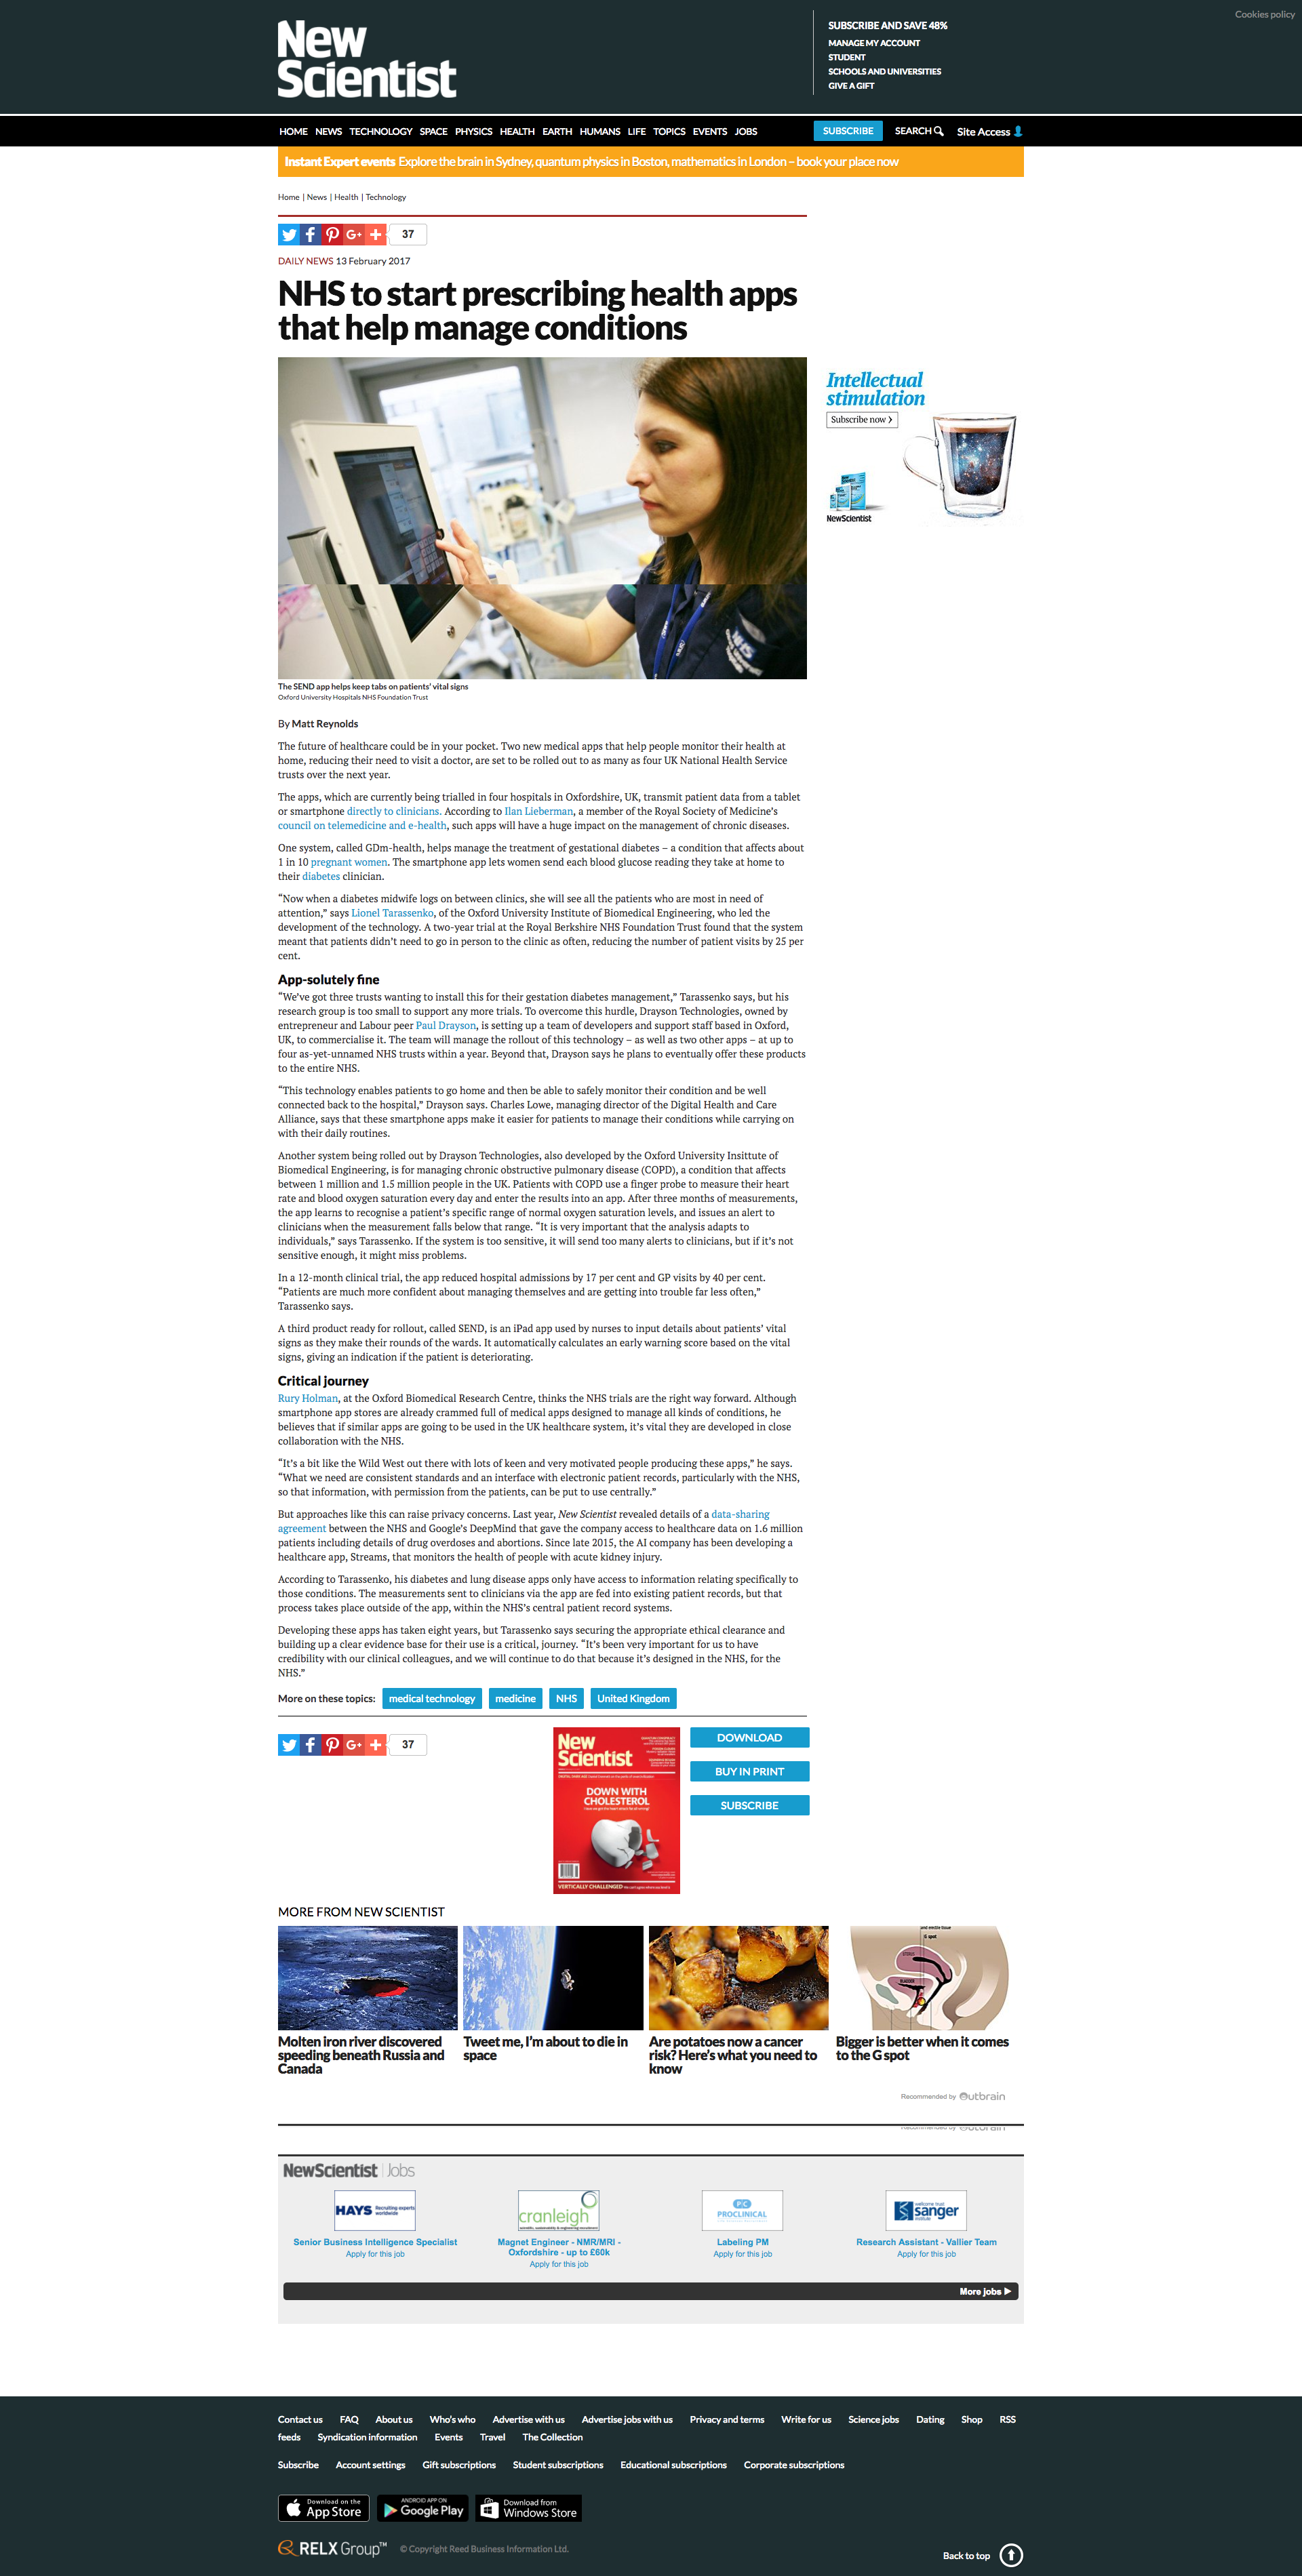 Cookies policy
New
Scientist
SUBSCRIBE AND SAVE 48%
MANAGE MY ACCOUNT
STUDENT
SCHOOLS AND UNIVERSITIES
GIVE A GIFT
HOME NEWS TECHNOLOGY SPACE PHYSICS HEALTH EARTH HUMANS LIFE TOPICS EVENTS JOBS SUBSCRIBE SEARCH Site Access
Instant Expert events Explore the brain in Sydney, quantum physics in Boston, mathematics in London – book your place now
Home | News | Health | Technology
37
DAILY NEWS 13 February 2017
NHS to start prescribing health apps
that help manage conditions
Intellectual
stimulation
Subscribe now >
NewScientist
NHS
The SEND app helps keep tabs on patients' vital signs
Oxford University Hospitals NHS Foundation Trust
By Matt Reynolds
The future of healthcare could be in your pocket. Two new medical apps that help people monitor their health at
home, reducing their need to visit a doctor, are set to be rolled out to as many as four UK National Health Service
trusts over the next year.
The apps, which are currently being trialled in four hospitals in Oxfordshire, UK, transmit patient data from a tablet
or smartphone directly to clinicians. According to Ilan Lieberman, a member of the Royal Society of Medicine's
council on telemedicine and e-health, such apps will have a huge impact on the management of chronic diseases.
One system, called GDm-health, helps manage the treatment of gestational diabetes – a condition that affects about
1 in 10 pregnant women. The smartphone app lets women send each blood glucose reading they take at home to
their diabetes clinician.
“Now when a diabetes midwife logs on between clinics, she will see all the patients who are most in need of
attention,” says Lionel Tarassenko, of the Oxford University Institute of Biomedical Engineering, who led the
development of the technology. A two-year trial at the Royal Berkshire NHS Foundation Trust found that the system
meant that patients didn’t need to go in person to the clinic as often, reducing the number of patient visits by 25 per
cent.
App-solutely fine
“We’ve got three trusts wanting to install this for their gestation diabetes management,” Tarassenko says, but his
research group is too small to support any more trials. To overcome this hurdle, Drayson Technologies, owned by
entrepreneur and Labour peer Paul Drayson, is setting up a team of developers and support staff based in Oxford,
UK, to commercialise it. The team will manage the rollout of this technology – as well as two other apps – at up to
four as-yet-unnamed NHS trusts within a year. Beyond that, Drayson says he plans to eventually offer these products
to the entire NHS.
“This technology enables patients to go home and then be able to safely monitor their condition and be well
connected back to the hospital,” Drayson says. Charles Lowe, managing director of the Digital Health and Care
Alliance, says that these smartphone apps make it easier for patients to manage their conditions while carrying on
with their daily routines.
Another system being rolled out by Drayson Technologies, also developed by the Oxford University Insititute of
Biomedical Engineering, is for managing chronic obstructive pulmonary disease (COPD), a condition that affects
between 1 million and 1.5 million people in the UK. Patients with COPD use a finger probe to measure their heart
rate and blood oxygen saturation every day and enter the results into an app. After three months of measurements,
the app learns to recognise a patient’s specific range of normal oxygen saturation levels, and issues an alert to
clinicians when the measurement falls below that range. “It is very important that the analysis adapts to
individuals,” says Tarassenko. If the system is too sensitive, it will send too many alerts to clinicians, but if it’s not
sensitive enough, it might miss problems.
In a 12-month clinical trial, the app reduced hospital admissions by 17 per cent and GP visits by 40 per cent.
“Patients are much more confident about managing themselves and are getting into trouble far less often,”
Tarassenko says.
A third product ready for rollout, called SEND, is an iPad app used by nurses to input details about patients’ vital
signs as they make their rounds of the wards. It automatically calculates an early warning score based on the vital
signs, giving an indication if the patient is deteriorating.
Critical journey
Rury Holman, at the Oxford Biomedical Research Centre, thinks the NHS trials are the right way forward. Although
smartphone app stores are already crammed full of medical apps designed to manage all kinds of conditions, he
believes that if similar apps are going to be used in the UK healthcare system, it’s vital they are developed in close
collaboration with the NHS.
“It’s a bit like the Wild West out there with lots of keen and very motivated people producing these apps,” he says.
“What we need are consistent standards and an interface with electronic patient records, particularly with the NHS,
so that information, with permission from the patients, can be put to use centrally.”
But approaches like this can raise privacy concerns. Last year, New Scientist revealed details of a data-sharing
agreement between the NHS and Google’s DeepMind that gave the company access to healthcare data on 1.6 million
patients including details of drug overdoses and abortions. Since late 2015, the AI company has been developing a
healthcare app, Streams, that monitors the health of people with acute kidney injury.
According to Tarassenko, his diabetes and lung disease apps only have access to information relating specifically to
those conditions. The measurements sent to clinicians via the app are fed into existing patient records, but that
process takes place outside of the app, within the NHS’s central patient record systems.
Developing these apps has taken eight years, but Tarassenko says securing the appropriate ethical clearance and
building up a clear evidence base for their use is a critical, journey. “It’s been very important for us to have
credibility with our clinical colleagues, and we will continue to do that because it’s designed in the NHS, for the
NHS.”
More on these topics: medical technology medicine NHS United Kingdom
37
New
Scientist
DOWN WITH
CHOLESTEROL
VERTICALLY CHALLENGED
DOWNLOAD
BUY IN PRINT
SUBSCRIBE
MORE FROM NEW SCIENTIST
G spot
BLADDER
Molten iron river discovered
speeding beneath Russia and
Canada
Tweet me, I’m about to die in
space
Are potatoes now a cancer
risk? Here’s what you need to
know
Bigger is better when it comes
to the G spot
Recommended by Outbrain
Recommended by Outbrain
NewScientist | Jobs
HAYS Recruiting experts
worldwide
cranleigh
PC
PROCLINICAL
wellcome trust
sanger
institute
Senior Business Intelligence Specialist
Apply for this job
Magnet Engineer - NMR/MRI -
Oxfordshire - up to £60k
Apply for this job
Labeling PM
Apply for this job
Research Assistant - Vallier Team
Apply for this job
More jobs
Contact us FAQ About us Who's who Advertise with us Advertise jobs with us Privacy and terms Write for us Science jobs Dating Shop RSS
feeds Syndication information Events Travel The Collection
Subscribe Account settings Gift subscriptions Student subscriptions Educational subscriptions Corporate subscriptions
Download on the
App Store
ANDROID APP ON
Google Play
Download from
Windows Store
RELX Group™ © Copyright Reed Business Information Ltd.
Back to top